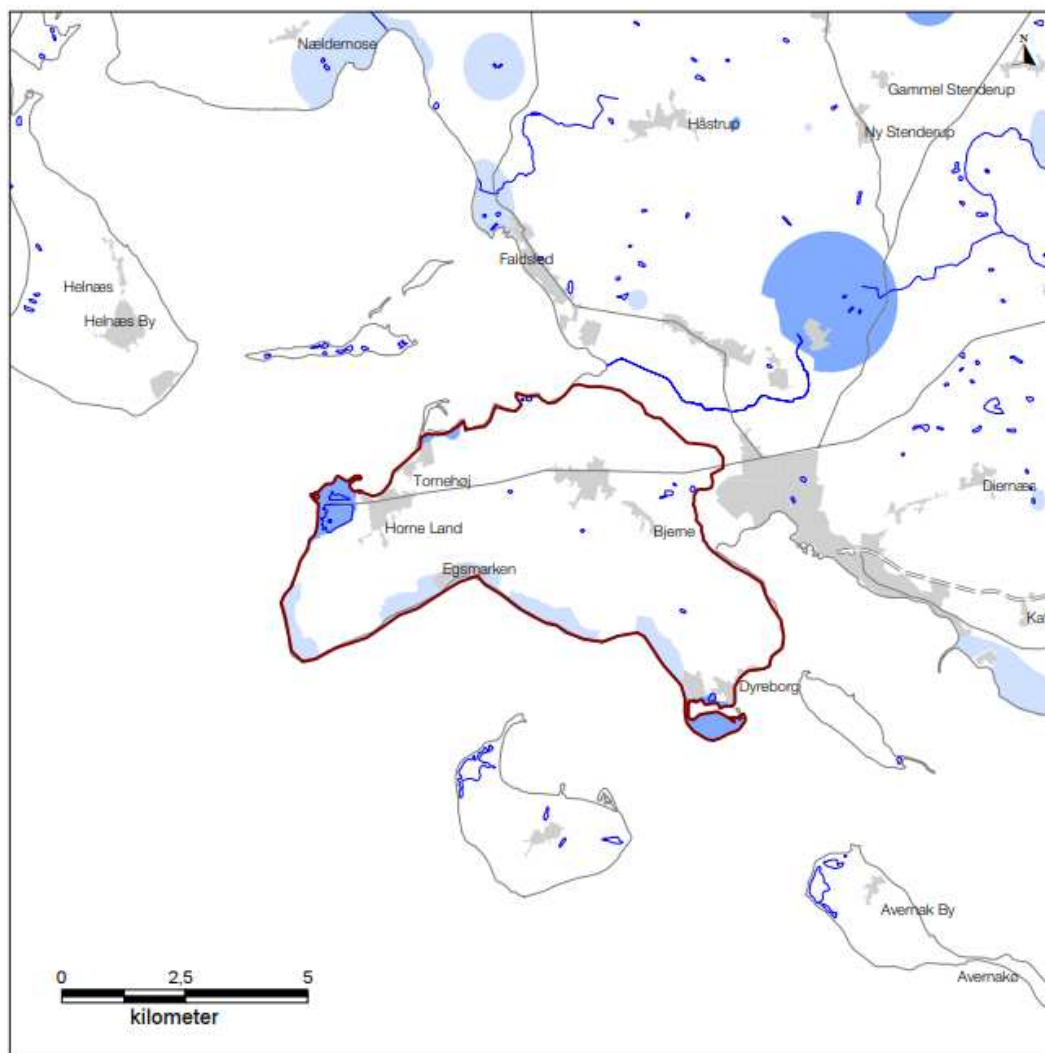 N
Nældemose
Gammel Stenderup
Håstrup
Ny Stenderup
Faldsled
Helnæs
Helnæs By
Tornehøj
Diernæs
Horne Land
Bjerne
Egsmarken
Dyreborg
Avernak By
Avernakø
0 2,5 5
kilometer